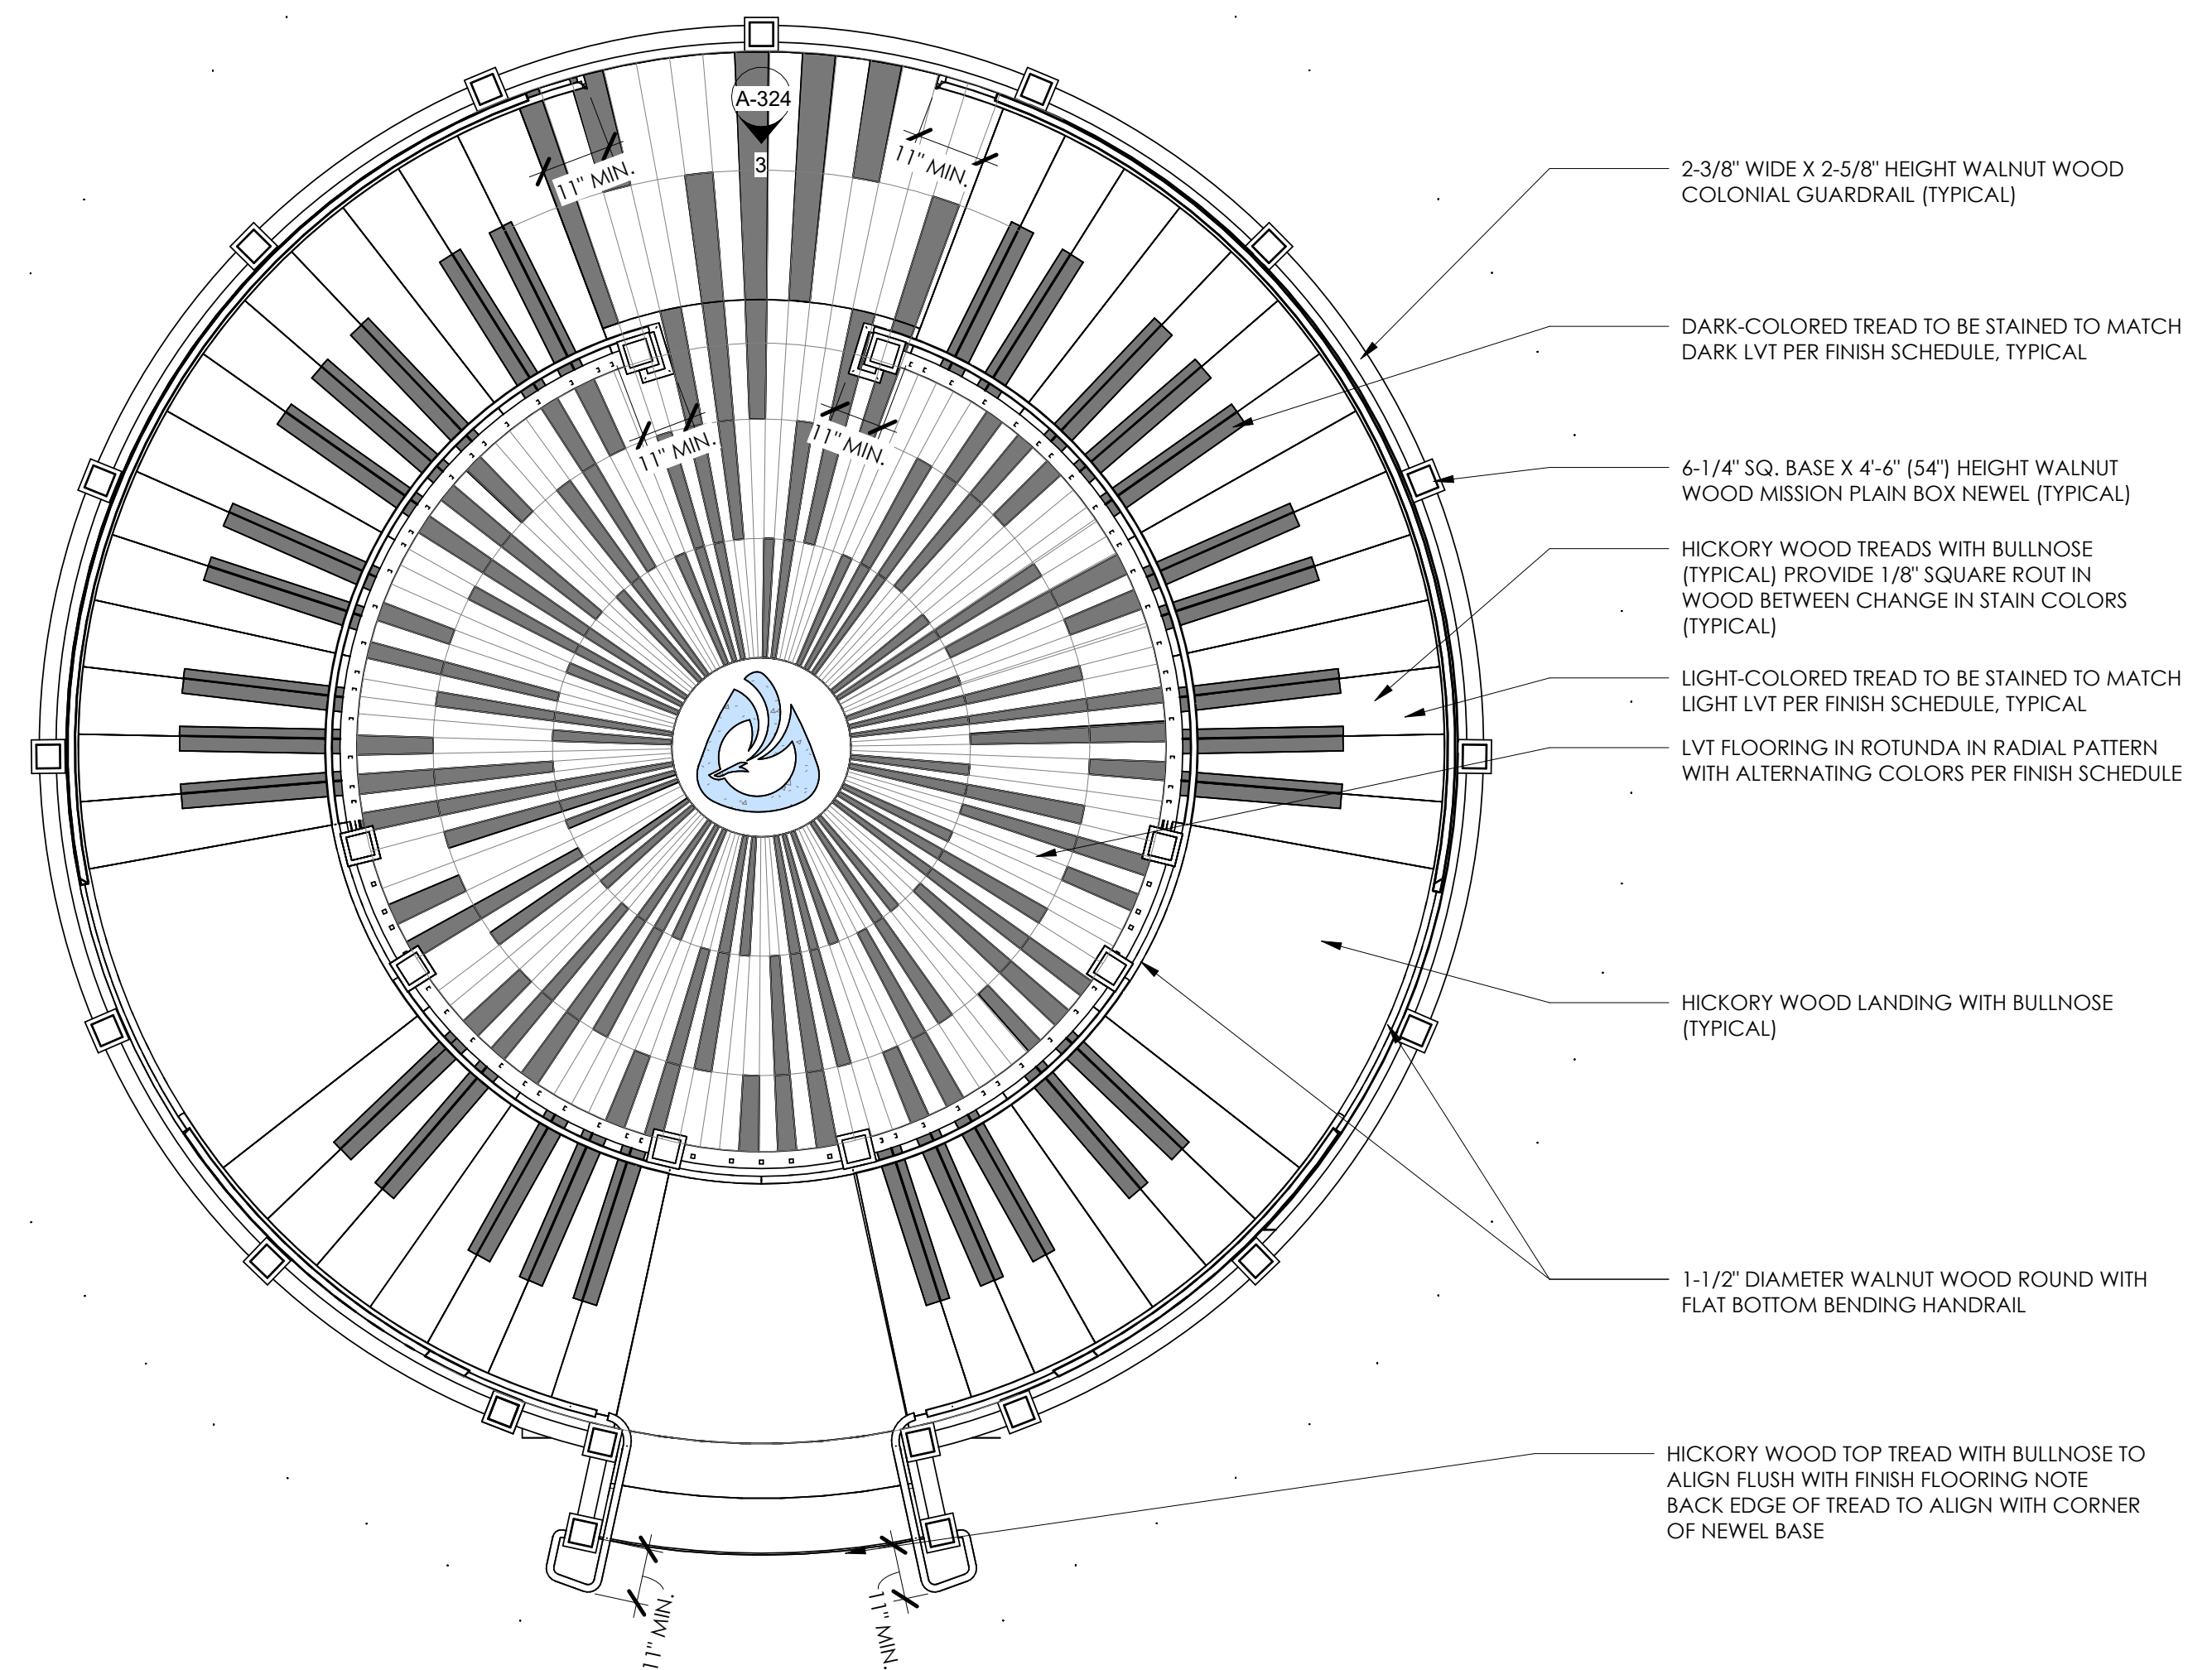 A-324
3
11" MIN.
11" MIN.
11" MIN.
11" MIN.
2-3/8" WIDE X 2-5/8" HEIGHT WALNUT WOOD
COLONIAL GUARDRAIL (TYPICAL)
DARK-COLORED TREAD TO BE STAINED TO MATCH
DARK LVT PER FINISH SCHEDULE, TYPICAL
6-1/4" SQ. BASE X 4'-6" (54") HEIGHT WALNUT
WOOD MISSION PLAIN BOX NEWEL (TYPICAL)
HICKORY WOOD TREADS WITH BULLNOSE
(TYPICAL) PROVIDE 1/8" SQUARE ROUT IN
WOOD BETWEEN CHANGE IN STAIN COLORS
(TYPICAL)
LIGHT-COLORED TREAD TO BE STAINED TO MATCH
LIGHT LVT PER FINISH SCHEDULE, TYPICAL
LVT FLOORING IN ROTUNDA IN RADIAL PATTERN
WITH ALTERNATING COLORS PER FINISH SCHEDULE
HICKORY WOOD LANDING WITH BULLNOSE
(TYPICAL)
1-1/2" DIAMETER WALNUT WOOD ROUND WITH
FLAT BOTTOM BENDING HANDRAIL
HICKORY WOOD TOP TREAD WITH BULLNOSE TO
ALIGN FLUSH WITH FINISH FLOORING NOTE
BACK EDGE OF TREAD TO ALIGN WITH CORNER
OF NEWEL BASE
11" MIN.
11" MIN.